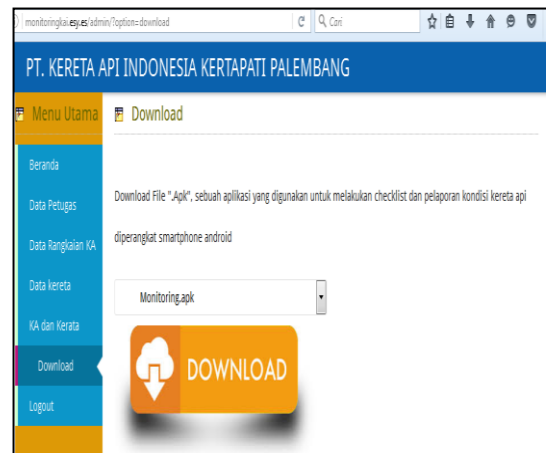 monitoringkai.esy.es/admin/?option=download
Cari
PT. KERETA API INDONESIA KERTAPATI PALEMBANG
Menu Utama
Download
Beranda
Data Petugas
Data Rangkaian KA
Data kereta
KA dan Kerata
Download
Logout
Download File ".Apk", sebuah aplikasi yang digunakan untuk melakukan checklist dan pelaporan kondisi kereta api
diperangkat smartphone android
Monitoring.apk
DOWNLOAD